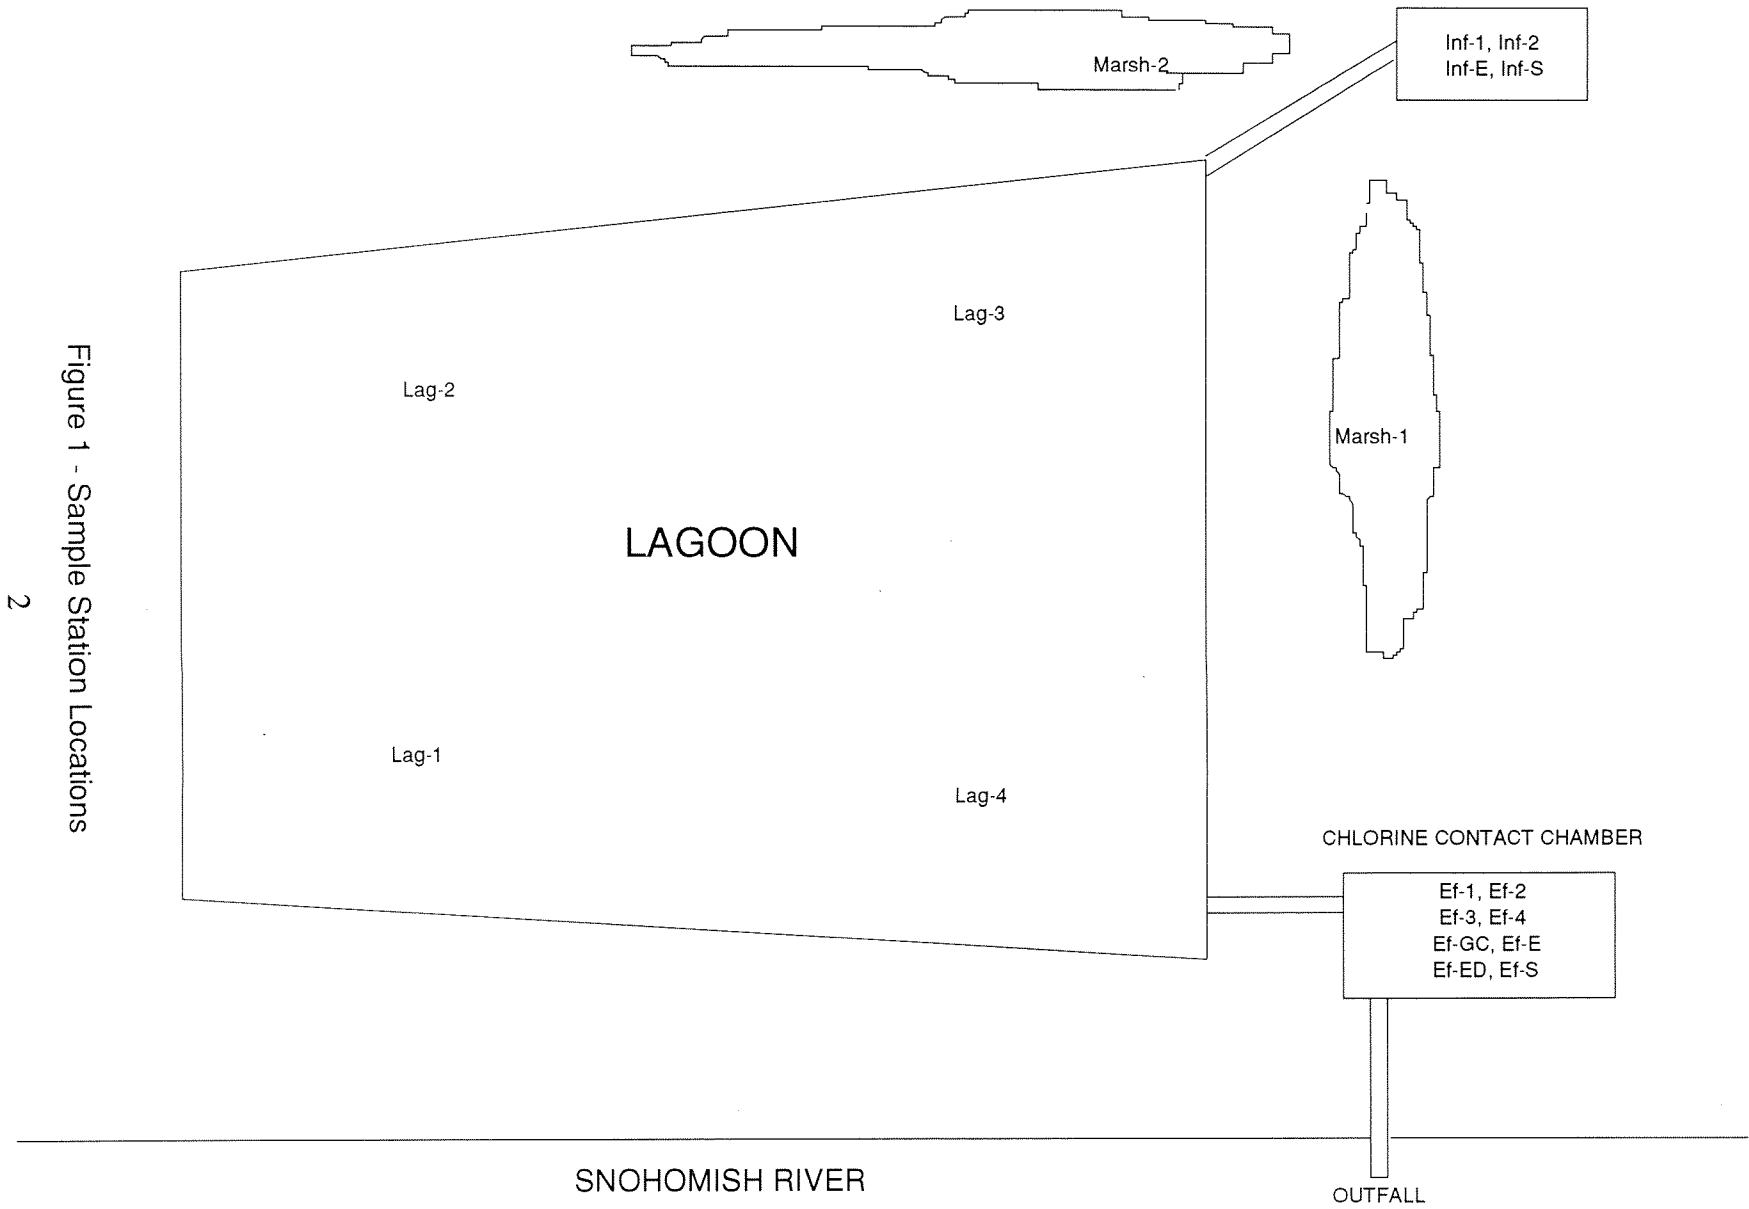 Marsh-2
Inf-1, Inf-2
Inf-E, Inf-S
Lag-3
Lag-2
Marsh-1
LAGOON
Lag-1
Lag-4
CHLORINE CONTACT CHAMBER
Ef-1, Ef-2
Ef-3, Ef-4
Ef-GC, Ef-E
Ef-ED, Ef-S
SNOHOMISH RIVER
OUTFALL
Figure 1 - Sample Station Locations
2